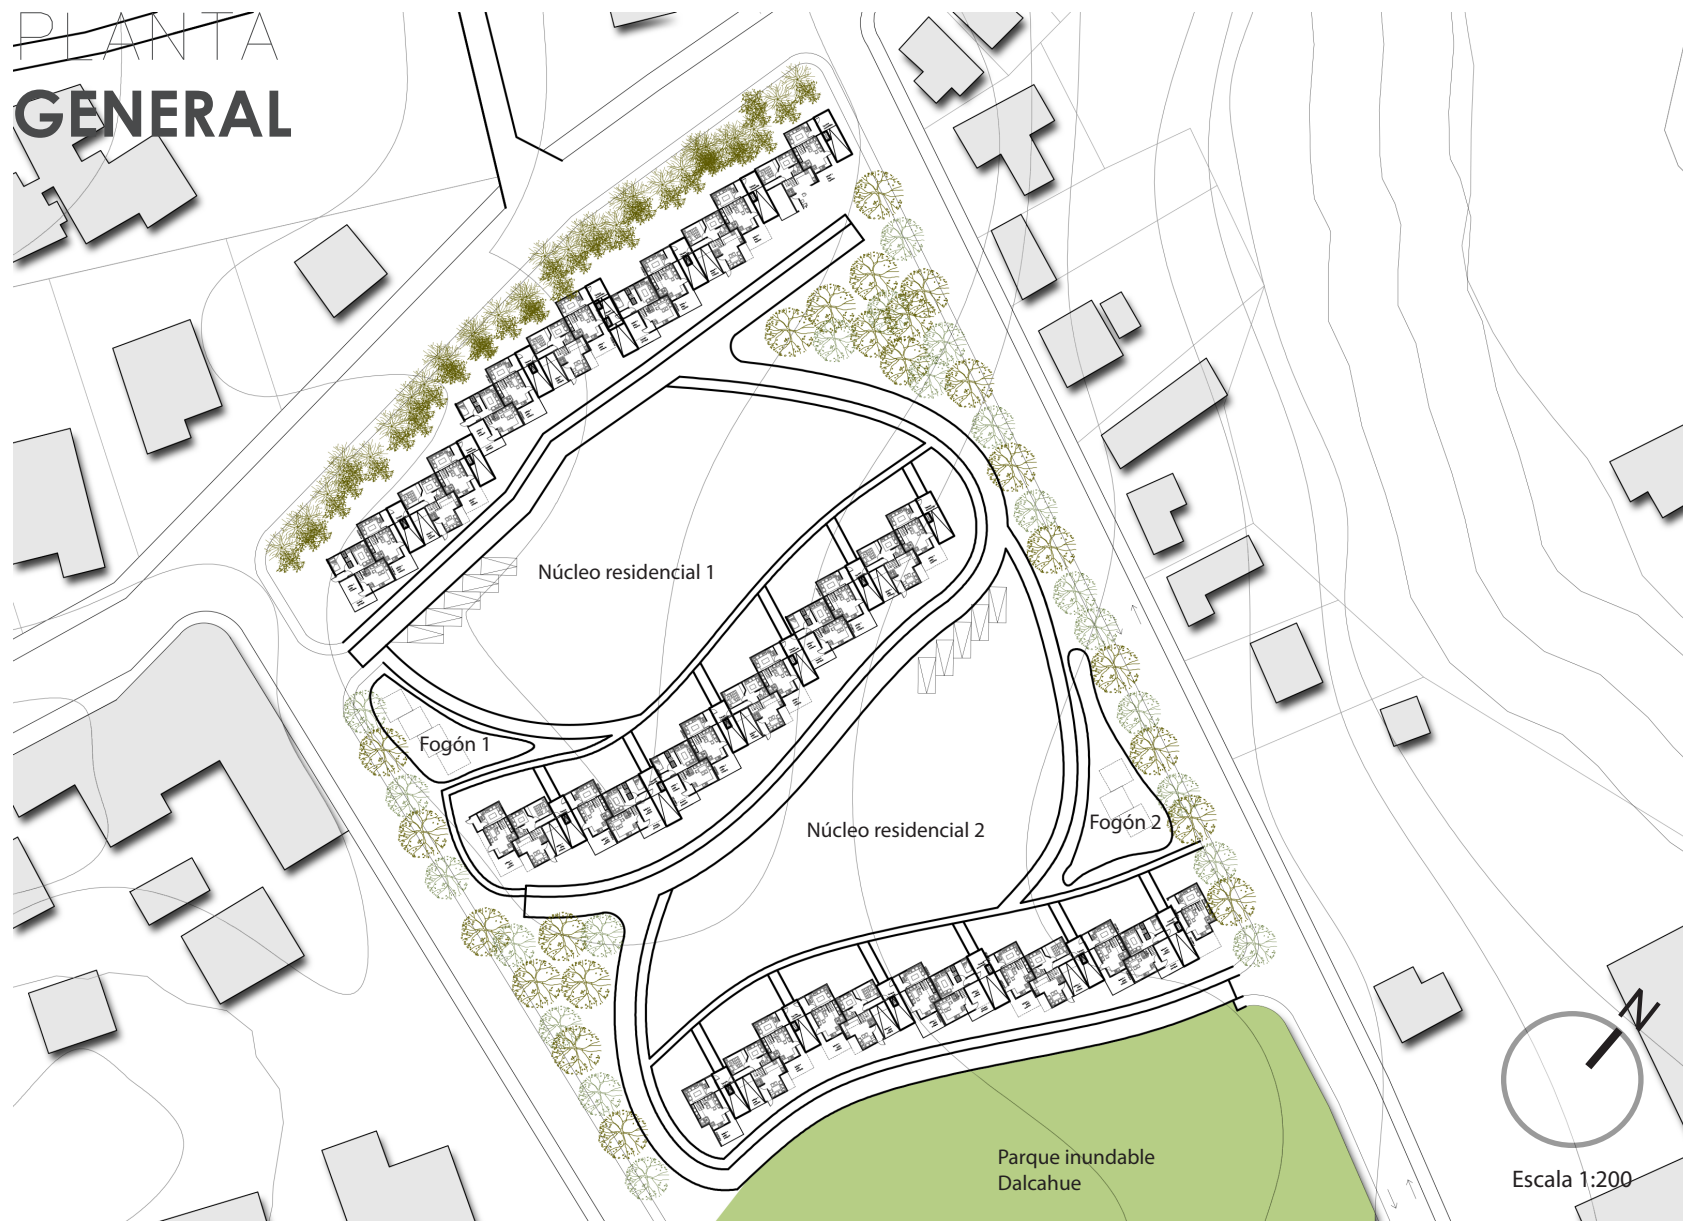 PLANTA
GENERAL
Núcleo residencial 1
Fogón 1
Núcleo residencial 2
Fogón 2
Parque inundable
Dalcahue
N
Escala 1:200